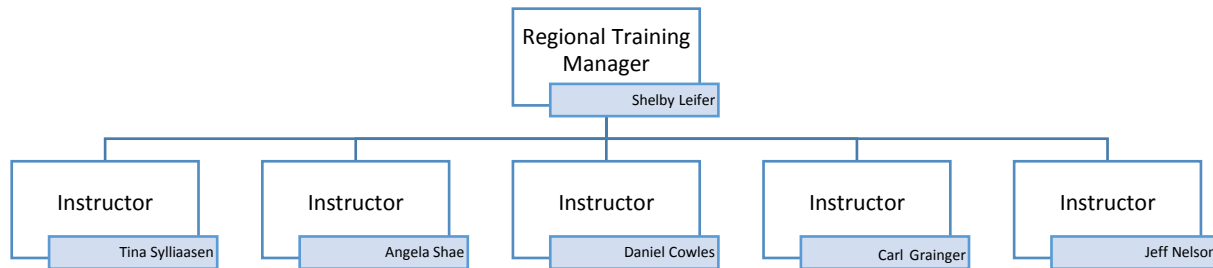 Regional Training
Manager
Shelby Leifer
Instructor
Tina Sylliaasen
Instructor
Angela Shae
Instructor
Daniel Cowles
Instructor
Carl Grainger
Instructor
Jeff Nelson